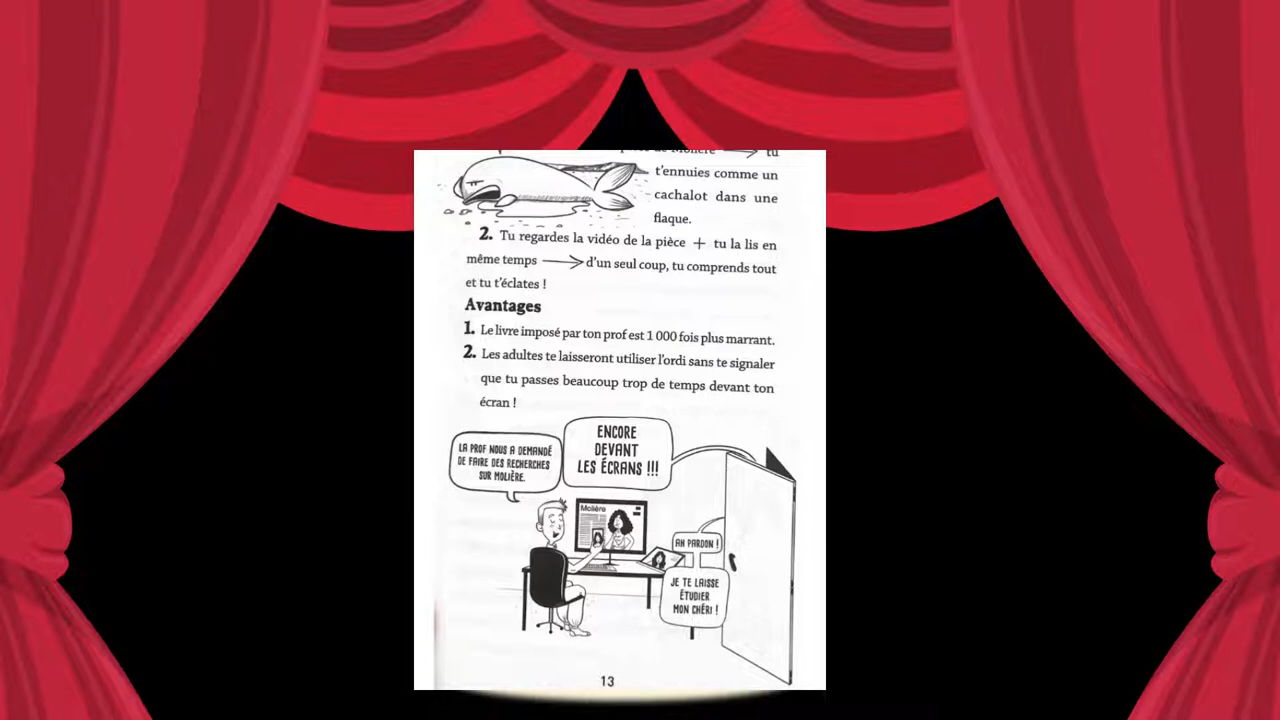 de Molière → tu
t'ennuies comme un
cachalot dans une
flaque.
2. Tu regardes la vidéo de la pièce + tu la lis en
même temps → d'un seul coup, tu comprends tout
et tu t'éclates !
Avantages
1. Le livre imposé par ton prof est 1 000 fois plus marrant.
2. Les adultes te laisseront utiliser l'ordi sans te signaler
que tu passes beaucoup trop de temps devant ton
écran !
ENCORE
DEVANT
LES ÉCRANS !!!
LA PROF NOUS A DEMANDÉ
DE FAIRE DES RECHERCHES
SUR MOLIÈRE.
Molière
AH PARDON !
JE TE LAISSE
ÉTUDIER
MON CHÉRI !
13